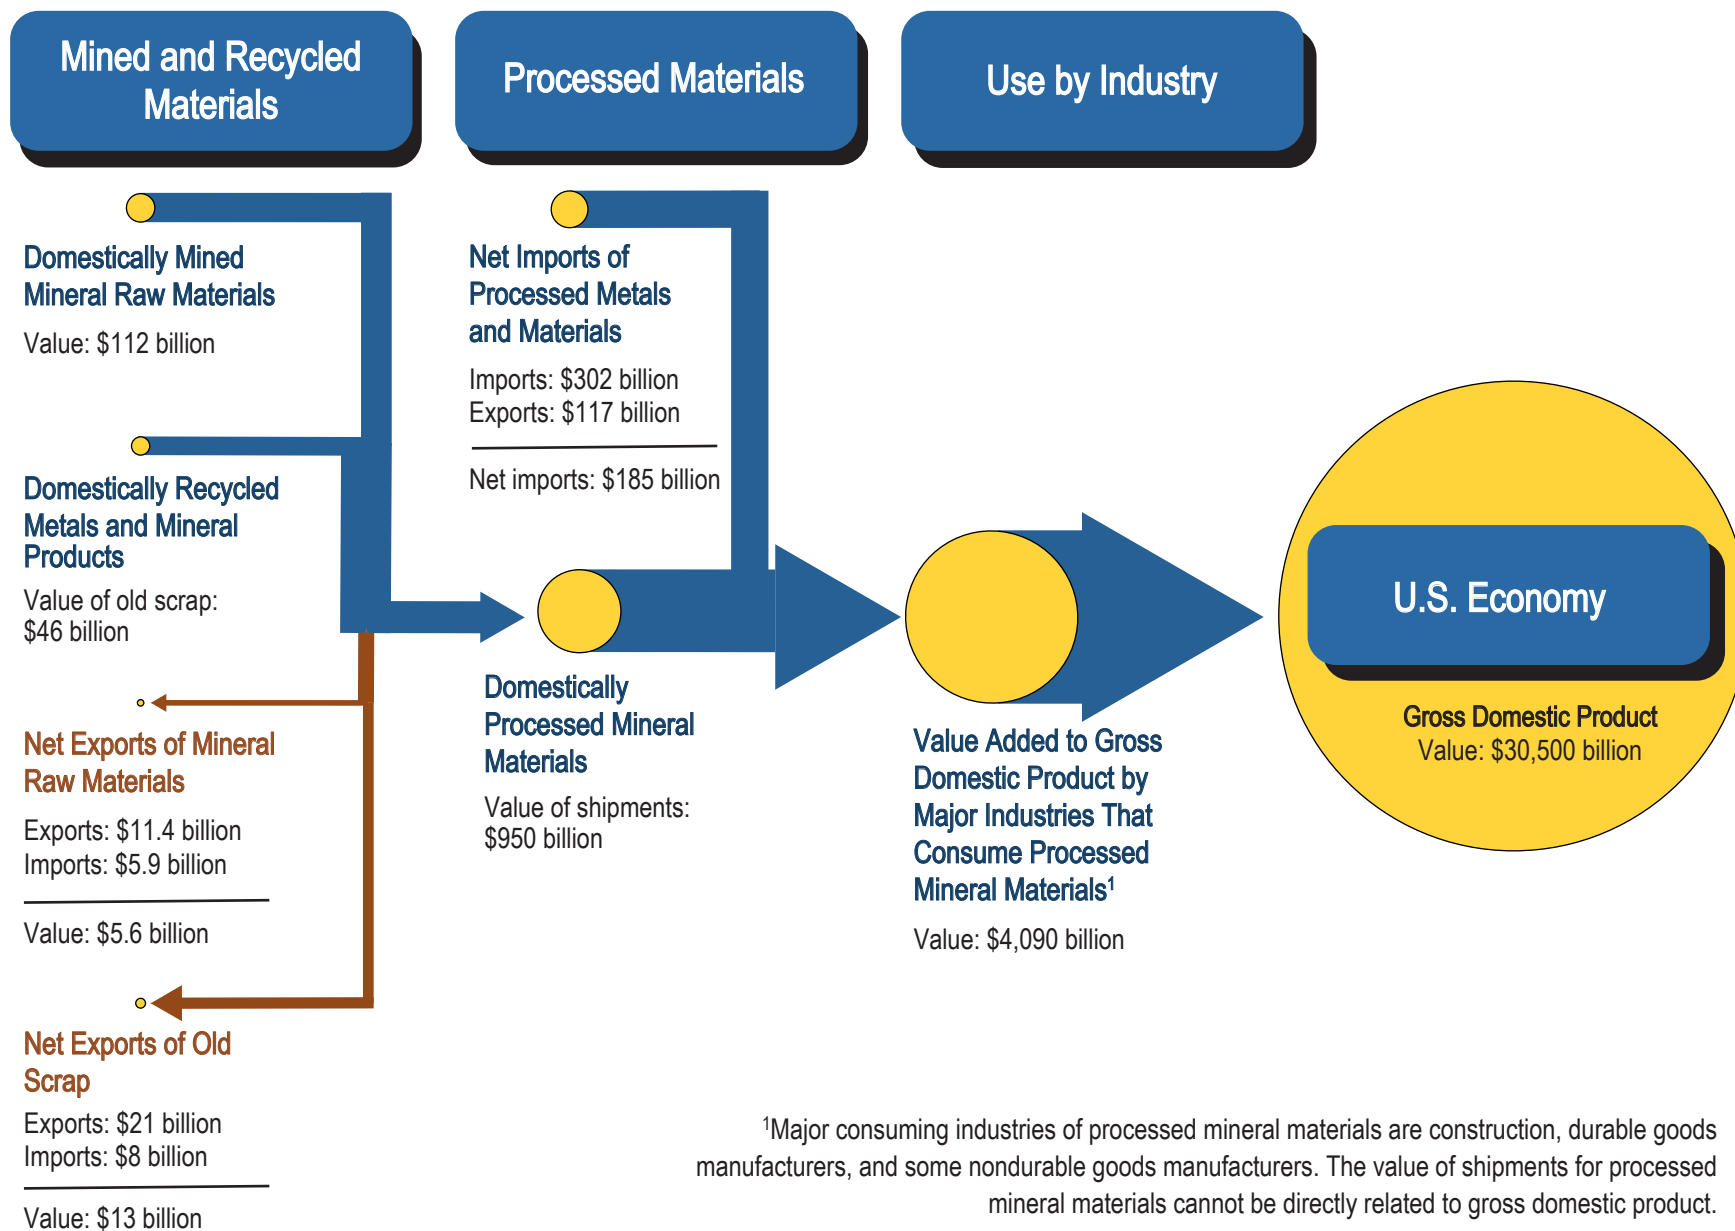 Mined and Recycled
Materials
Processed Materials
Use by Industry
Domestically Mined
Mineral Raw Materials
Value: $112 billion
Domestically Recycled
Metals and Mineral
Products
Value of old scrap:
$46 billion
Net Exports of Mineral
Raw Materials
Exports: $11.4 billion
Imports: $5.9 billion
Value: $5.6 billion
Net Exports of Old
Scrap
Exports: $21 billion
Imports: $8 billion
Value: $13 billion
Net Imports of
Processed Metals
and Materials
Imports: $302 billion
Exports: $117 billion
Net imports: $185 billion
Domestically
Processed Mineral
Materials
Value of shipments:
$950 billion
Value Added to Gross
Domestic Product by
Major Industries That
Consume Processed
Mineral Materials¹
Value: $4,090 billion
U.S. Economy
Gross Domestic Product
Value: $30,500 billion
¹Major consuming industries of processed mineral materials are construction, durable goods
manufacturers, and some nondurable goods manufacturers. The value of shipments for processed
mineral materials cannot be directly related to gross domestic product.